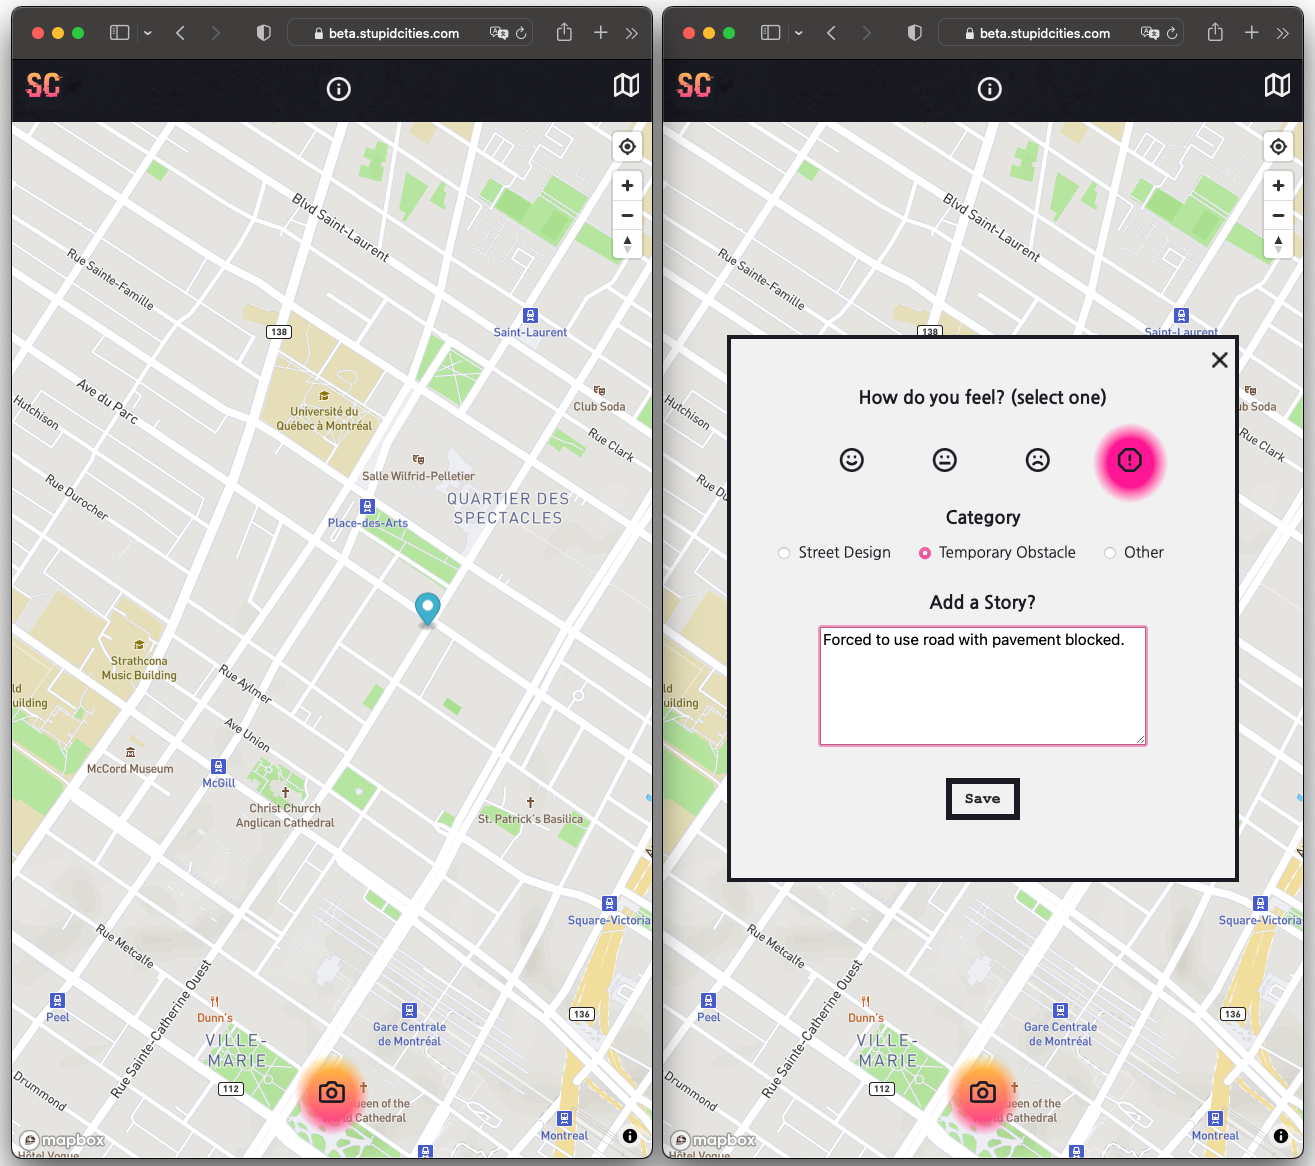 beta.stupidcities.com
SC
Blvd Saint-Laurent
Rue Sainte-Famille
Saint-Laurent
138
Ave du Parc
Hutchison
Université du
Québec à Montréal
Club Soda
Rue Clark
Salle Wilfrid-Pelletier
Rue Durocher
QUARTIER DES
SPECTACLES
Place-des-Arts
Strathcona
Music Building
ld
uilding
Rue Aylmer
Ave Union
McCord Museum
McGill
Christ Church
Anglican Cathedral
St. Patrick's Basilica
Square-Victoria
Rue Metcalfe
Rue Sainte-Catherine Ouest
Peel
Dunn's
Gare Centrale
de Montréal
136
VILLE-
MARIE
112
Drummond
ueen of the
ld Cathedral
Montreal
mapbox
Hôtel Vogue
beta.stupidcities.com
SC
Blvd Saint-Laurent
Rue Sainte-Famille
Saint-Laurent
138
How do you feel? (select one)
Category
Street Design Temporary Obstacle Other
Add a Story?
Forced to use road with pavement blocked.
Save
Hutchison
ub Soda
Rue Clark
Rue Du
ld
uilding
Square-Victoria
Rue Metcalfe
Rue Sainte-Catherine Ouest
Peel
Dunn's
Gare Centrale
de Montréal
136
VILLE-
MARIE
112
Drummond
ueen of the
ld Cathedral
Montreal
mapbox
Hôtel Vogue